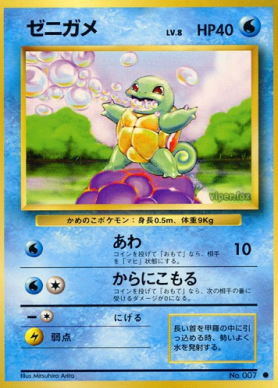 ゼニガメ LV.8 HP40
viper.fox
かめのこポケモン：身長0.5m、体重9Kg
あわ 10
コインを投げて「おもて」なら、相手
を「マヒ」状態にする。
からにこもる
コインを投げて「おもて」なら、次の相手の番に
受けるダメージが0になる。
にげる
弱点
長い首を甲羅の中に引
っ込める時、勢いよく
水を発射する。
Illus. Mitsuhiro Arita
No.007